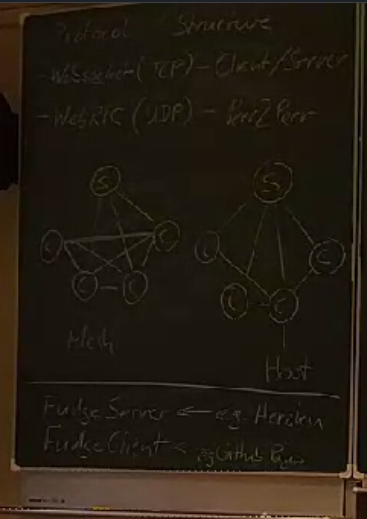 Protocol / Structure
- WebSocket (TCP) - Client/Server
- WebRTC (UDP) - Peer2Peer
S
S
C
C
C
C
C
C
C
C
Mesh
Host
Fudge Server ← e.g. Heroku
Fudge Client ← e.g. Github Pages